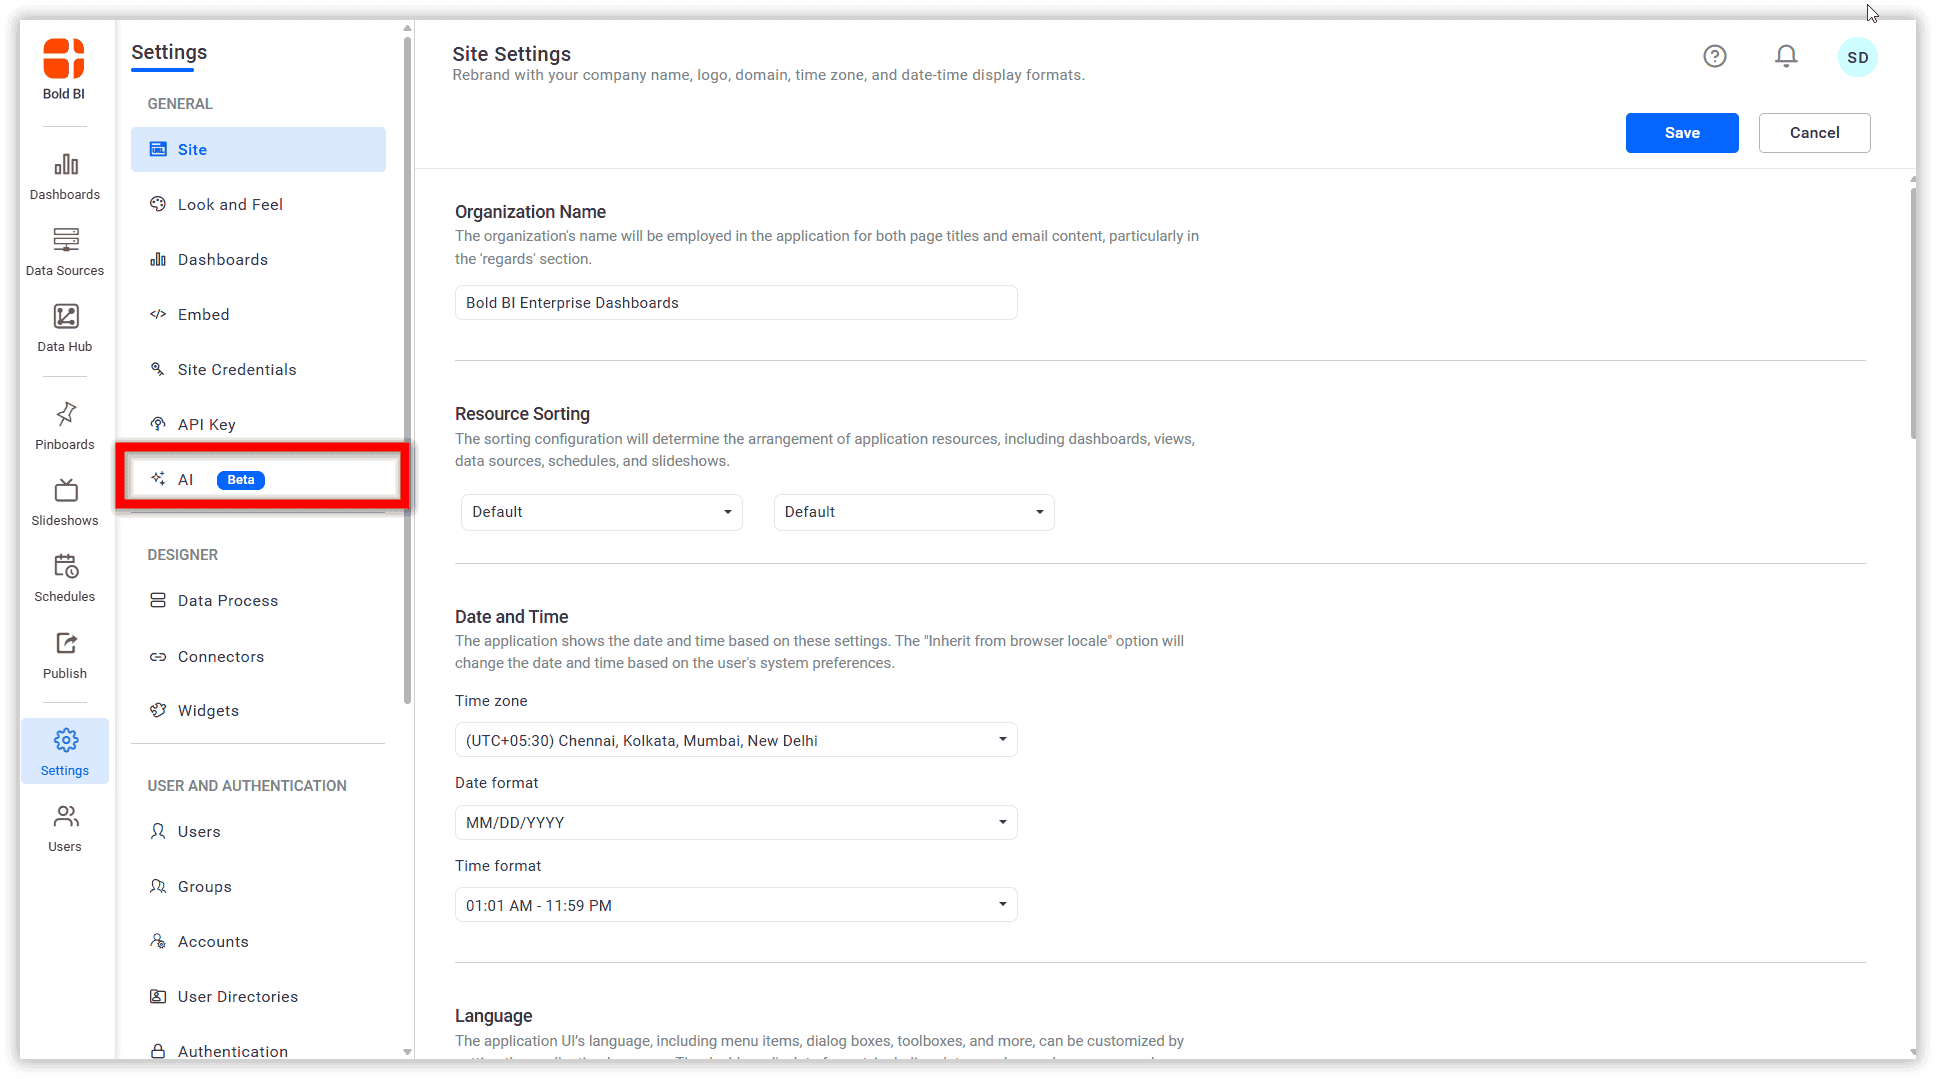 Bold BI
Dashboards
Data Sources
Data Hub
Pinboards
Slideshows
Schedules
Publish
Settings
Users
Settings
GENERAL
Site
Look and Feel
Dashboards
Embed
Site Credentials
API Key
AI Beta
DESIGNER
Data Process
Connectors
Widgets
USER AND AUTHENTICATION
Users
Groups
Accounts
User Directories
Authentication
Site Settings
Rebrand with your company name, logo, domain, time zone, and date-time display formats.
SD
Save Cancel
Organization Name
The organization's name will be employed in the application for both page titles and email content, particularly in
the 'regards' section.
Bold BI Enterprise Dashboards
Resource Sorting
The sorting configuration will determine the arrangement of application resources, including dashboards, views,
data sources, schedules, and slideshows.
Default Default
Date and Time
The application shows the date and time based on these settings. The "Inherit from browser locale" option will
change the date and time based on the user's system preferences.
Time zone
(UTC+05:30) Chennai, Kolkata, Mumbai, New Delhi
Date format
MM/DD/YYYY
Time format
01:01 AM - 11:59 PM
Language
The application UI's language, including menu items, dialog boxes, toolboxes, and more, can be customized by